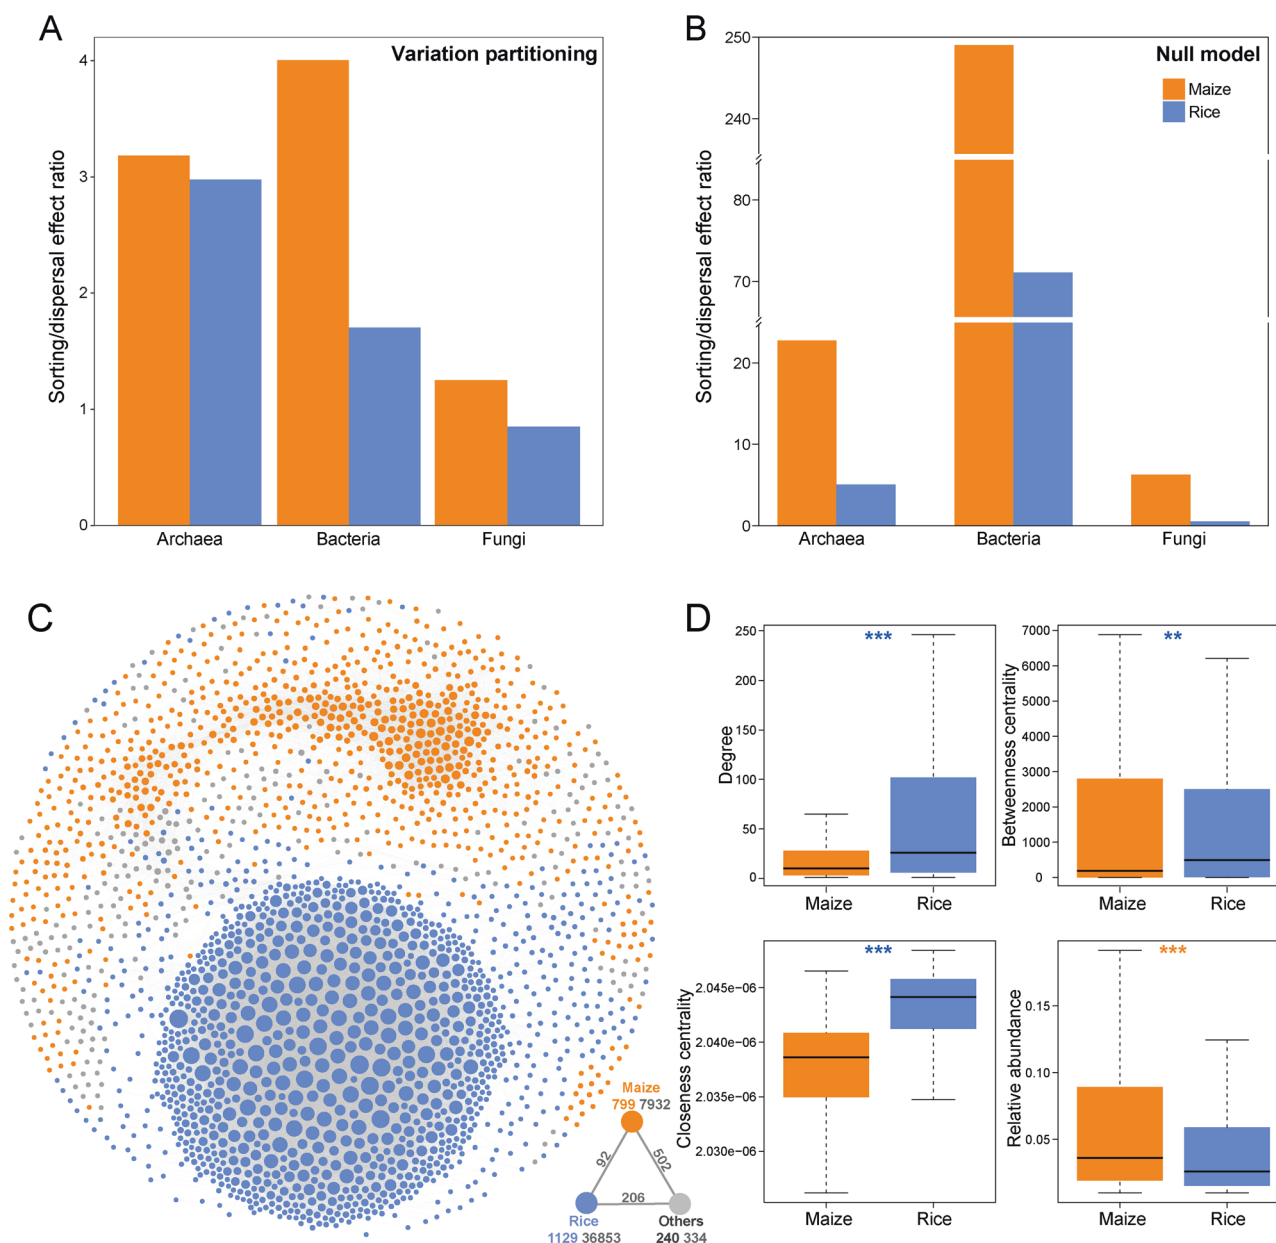 A
Variation partitioning
Sorting/dispersal effect ratio
4
3
2
1
0
Archaea
Bacteria
Fungi
B
Null model
Maize
Rice
Sorting/dispersal effect ratio
250
240
80
70
20
10
0
Archaea
Bacteria
Fungi
C
Maize
799 7932
92
502
206
Rice
Others
1129 36853
240 334
D
Degree
250
200
150
100
50
0
***
Maize
Rice
Betweenness centrality
7000
6000
5000
4000
3000
2000
1000
0
**
Maize
Rice
Closeness centrality
2.045e-06
2.040e-06
2.035e-06
2.030e-06
***
Maize
Rice
Relative abundance
0.15
0.10
0.05
***
Maize
Rice